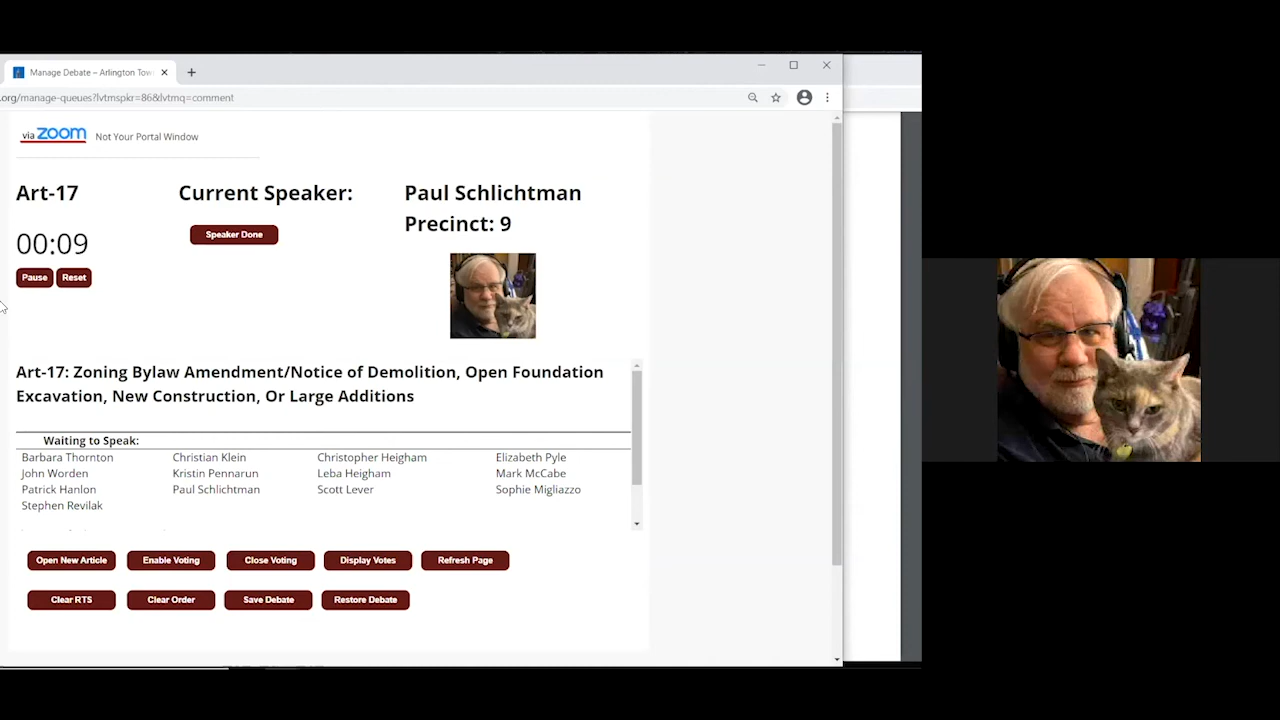 Manage Debate – Arlington Tow
.org/manage-queues?lvtmspkr=86&lvtmq=comment
via zoom Not Your Portal Window
Art-17 Current Speaker: Paul Schlichtman
Speaker Done Precinct: 9
00:09
Pause Reset
Art-17: Zoning Bylaw Amendment/Notice of Demolition, Open Foundation
Excavation, New Construction, Or Large Additions
Waiting to Speak:
Barbara Thornton Christian Klein Christopher Heigham Elizabeth Pyle
John Worden Kristin Pennarun Leba Heigham Mark McCabe
Patrick Hanlon Paul Schlichtman Scott Lever Sophie Migliazzo
Stephen Revilak
Open New Article Enable Voting Close Voting Display Votes Refresh Page
Clear RTS Clear Order Save Debate Restore Debate